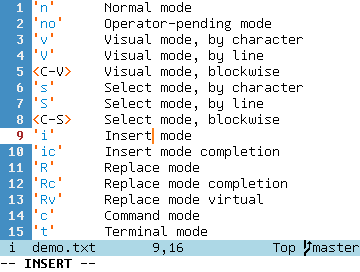 1 'n' Normal mode
2 'no' Operator-pending mode
3 'v' Visual mode, by character
4 'V' Visual mode, by line
5 <C-V> Visual mode, blockwise
6 's' Select mode, by character
7 'S' Select mode, by line
8 <C-S> Select mode, blockwise
9 'i' Insert mode
10 'ic' Insert mode completion
11 'R' Replace mode
12 'Rc' Replace mode completion
13 'Rv' Replace mode virtual
14 'c' Command mode
15 't' Terminal mode
i demo.txt 9,16 Top master
-- INSERT --